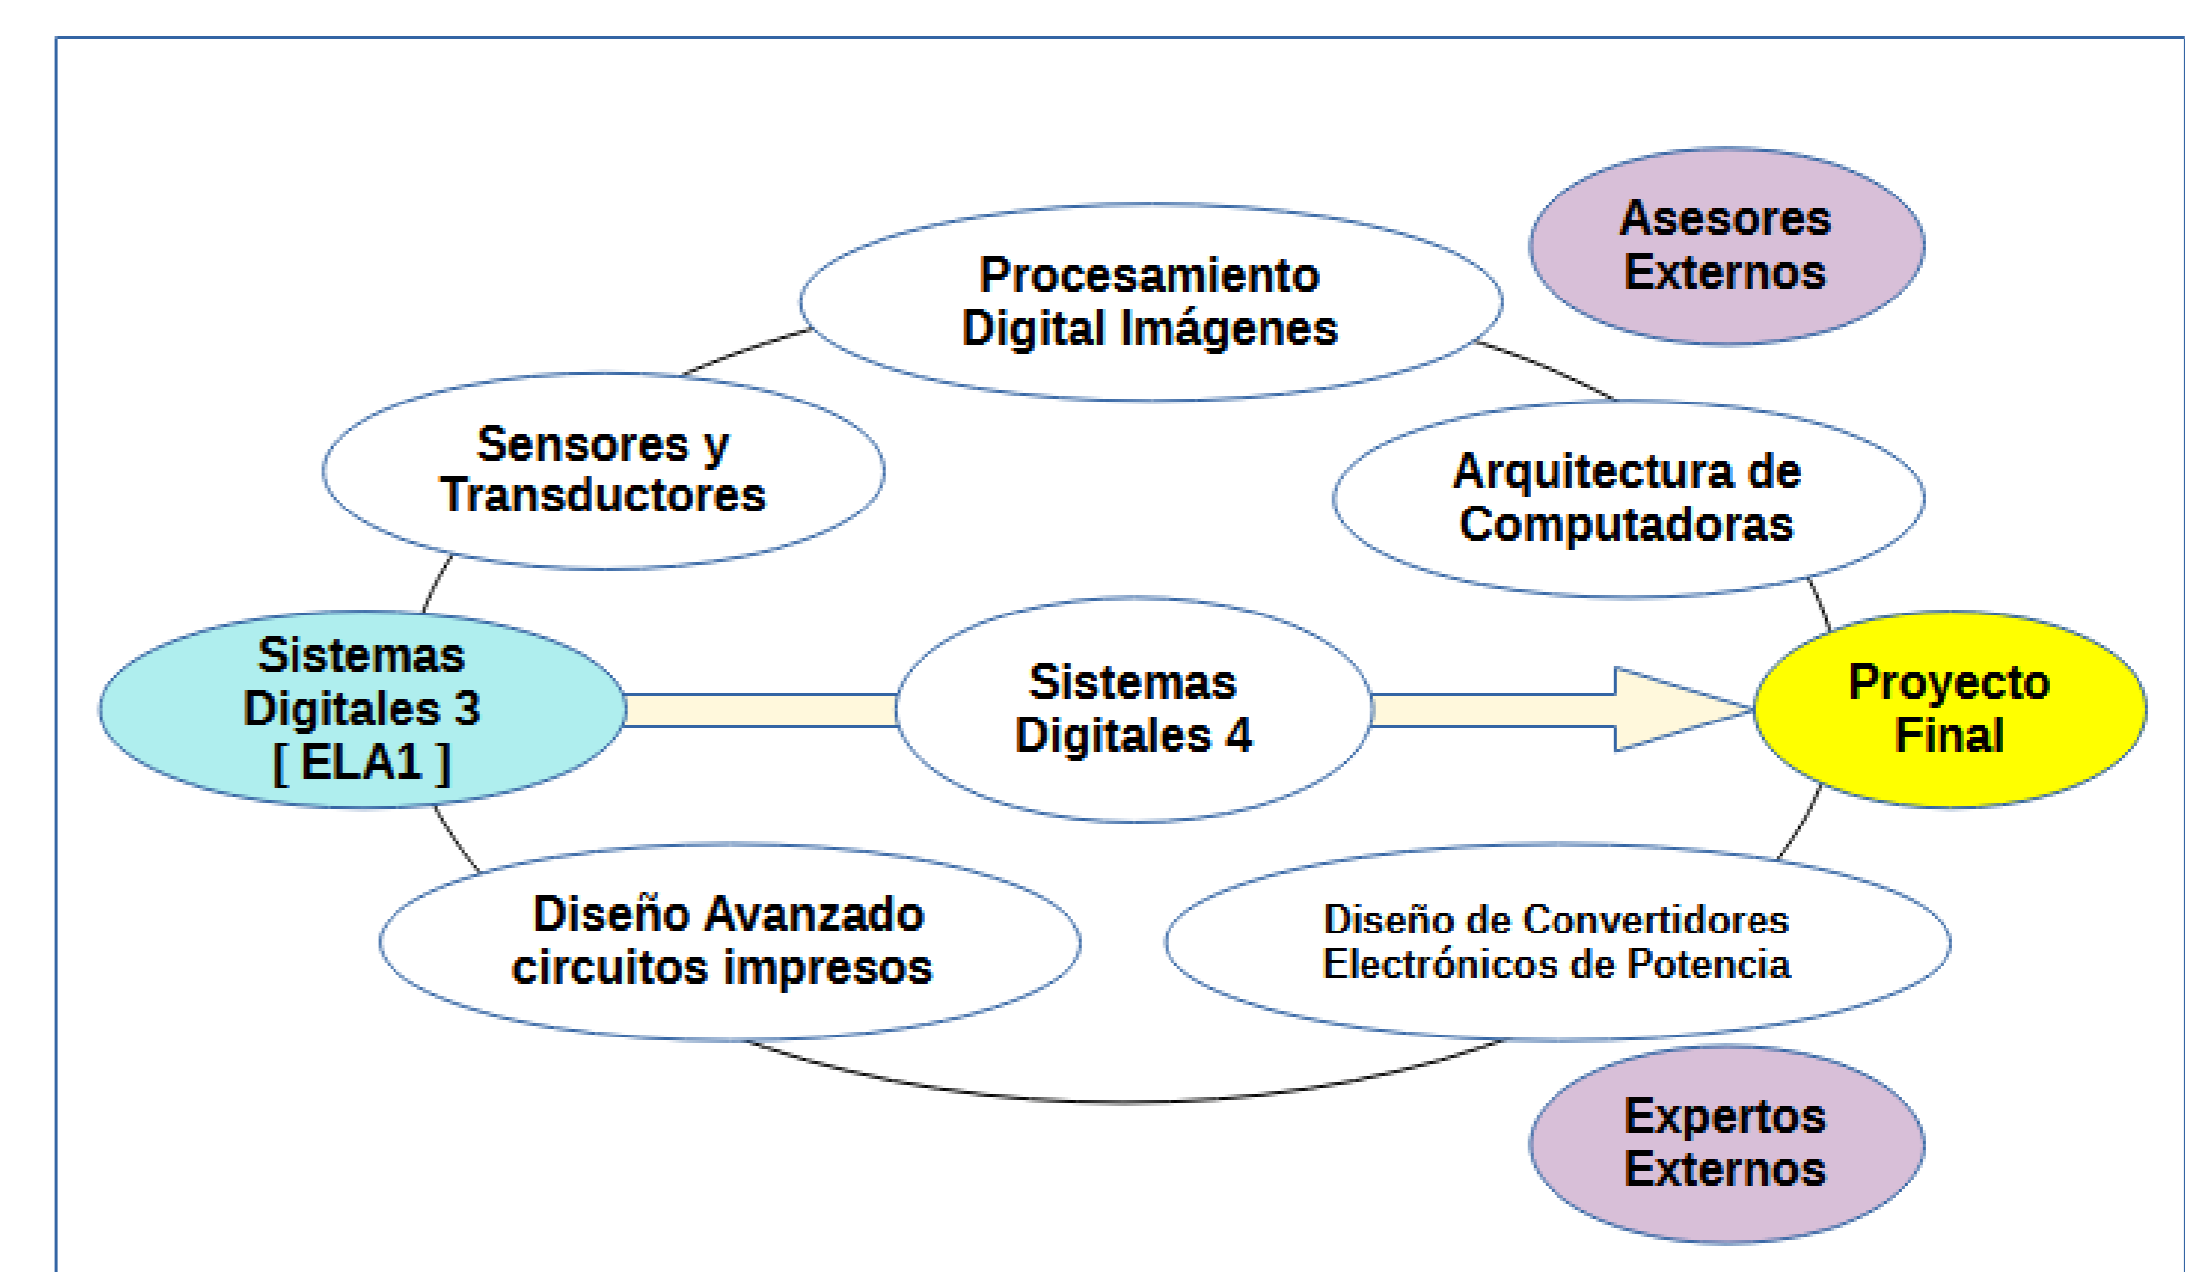 Asesores
Externos
Procesamiento
Digital Imágenes
Sensores y
Transductores
Arquitectura de
Computadoras
Sistemas
Digitales 3
[ ELA1 ]
Sistemas
Digitales 4
Proyecto
Final
Diseño Avanzado
circuitos impresos
Diseño de Convertidores
Electrónicos de Potencia
Expertos
Externos